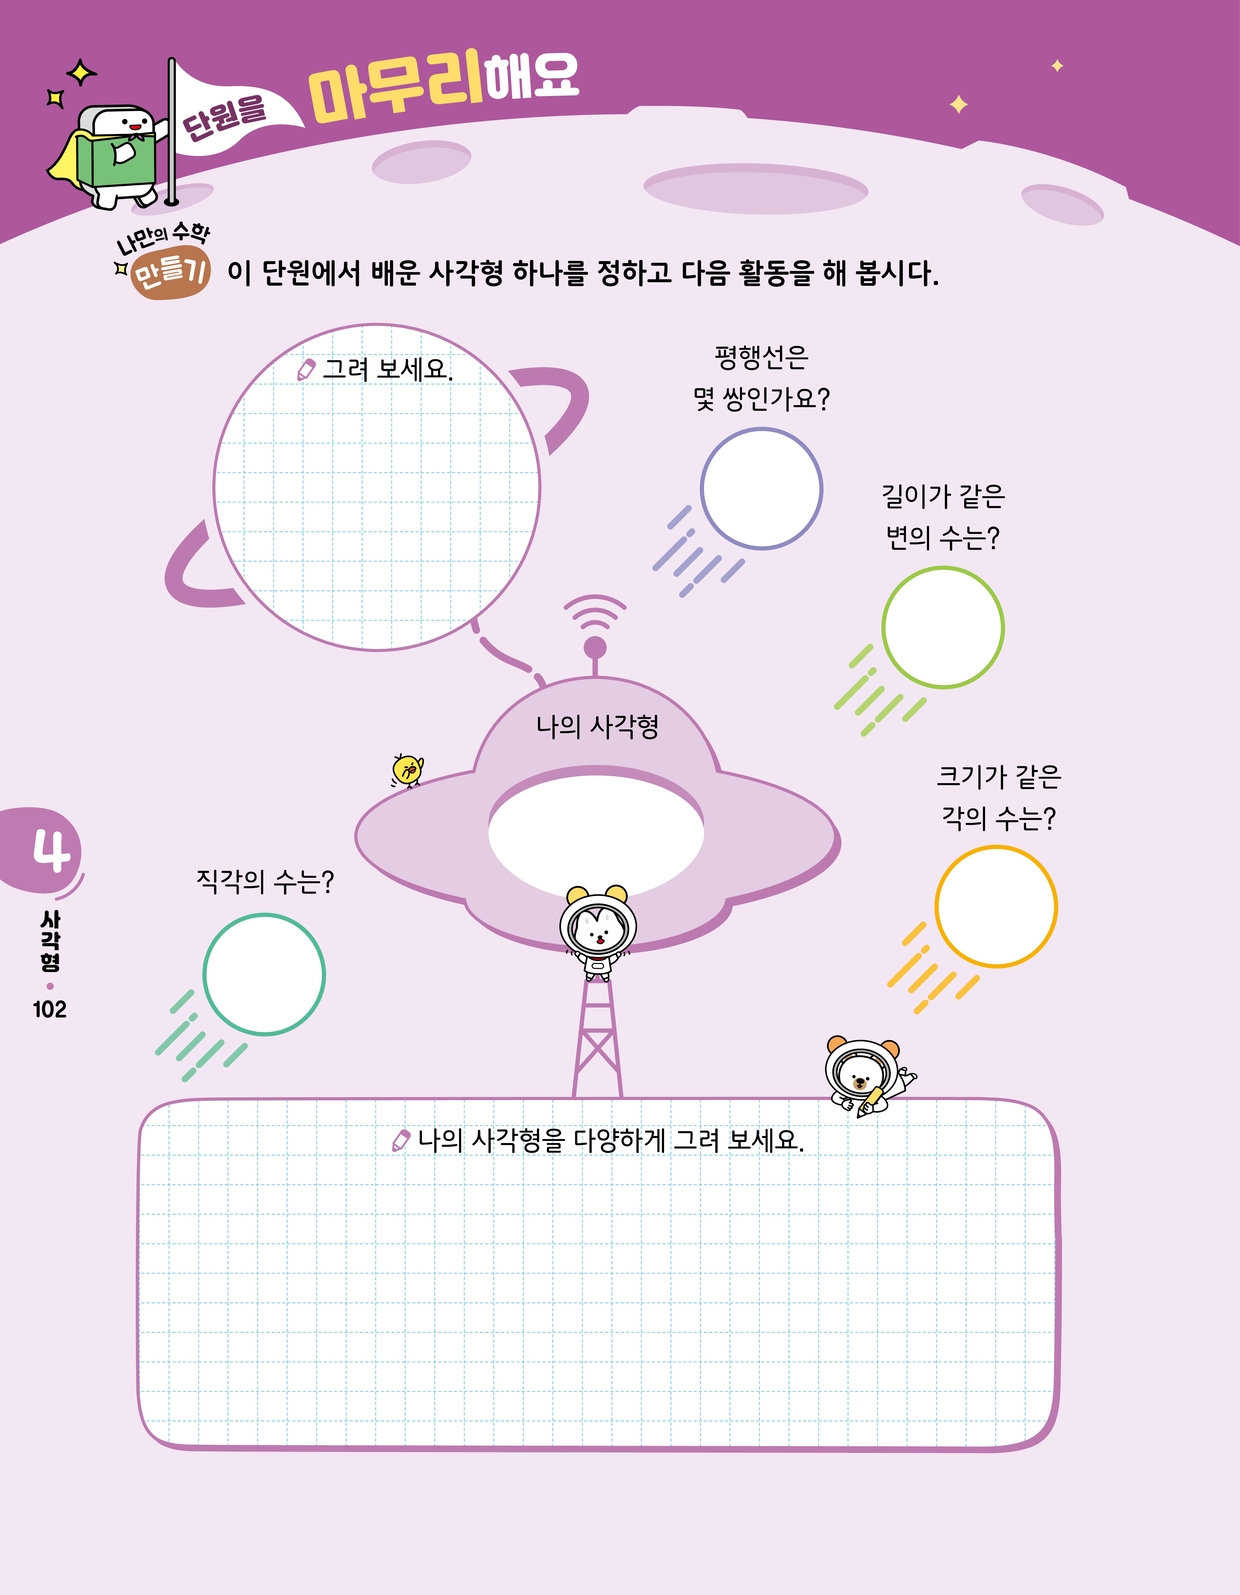 단원을 마무리해요
나만의 수학
만들기
이 단원에서 배운 사각형 하나를 정하고 다음 활동을 해 봅시다.
그려 보세요.
평행선은
몇 쌍인가요?
길이가 같은
변의 수는?
나의 사각형
크기가 같은
각의 수는?
직각의 수는?
4
사각형
102
나의 사각형을 다양하게 그려 보세요.